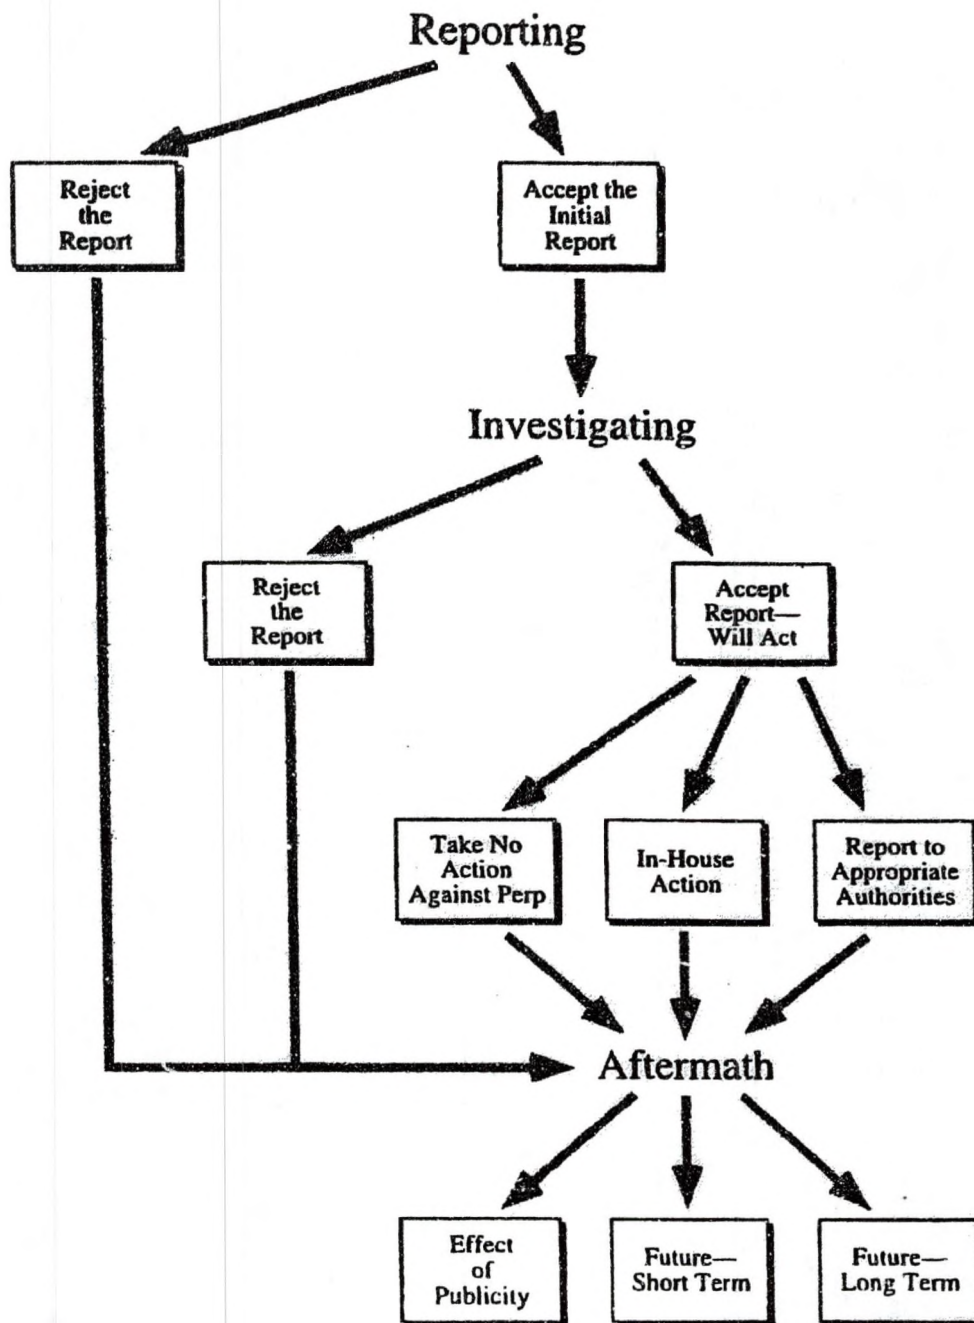 Reporting
Reject
the
Report
Accept the
Initial
Report
Investigating
Reject
the
Report
Accept
Report—
Will Act
Take No
Action
Against Perp
In-House
Action
Report to
Appropriate
Authorities
Aftermath
Effect
of
Publicity
Future—
Short Term
Future—
Long Term